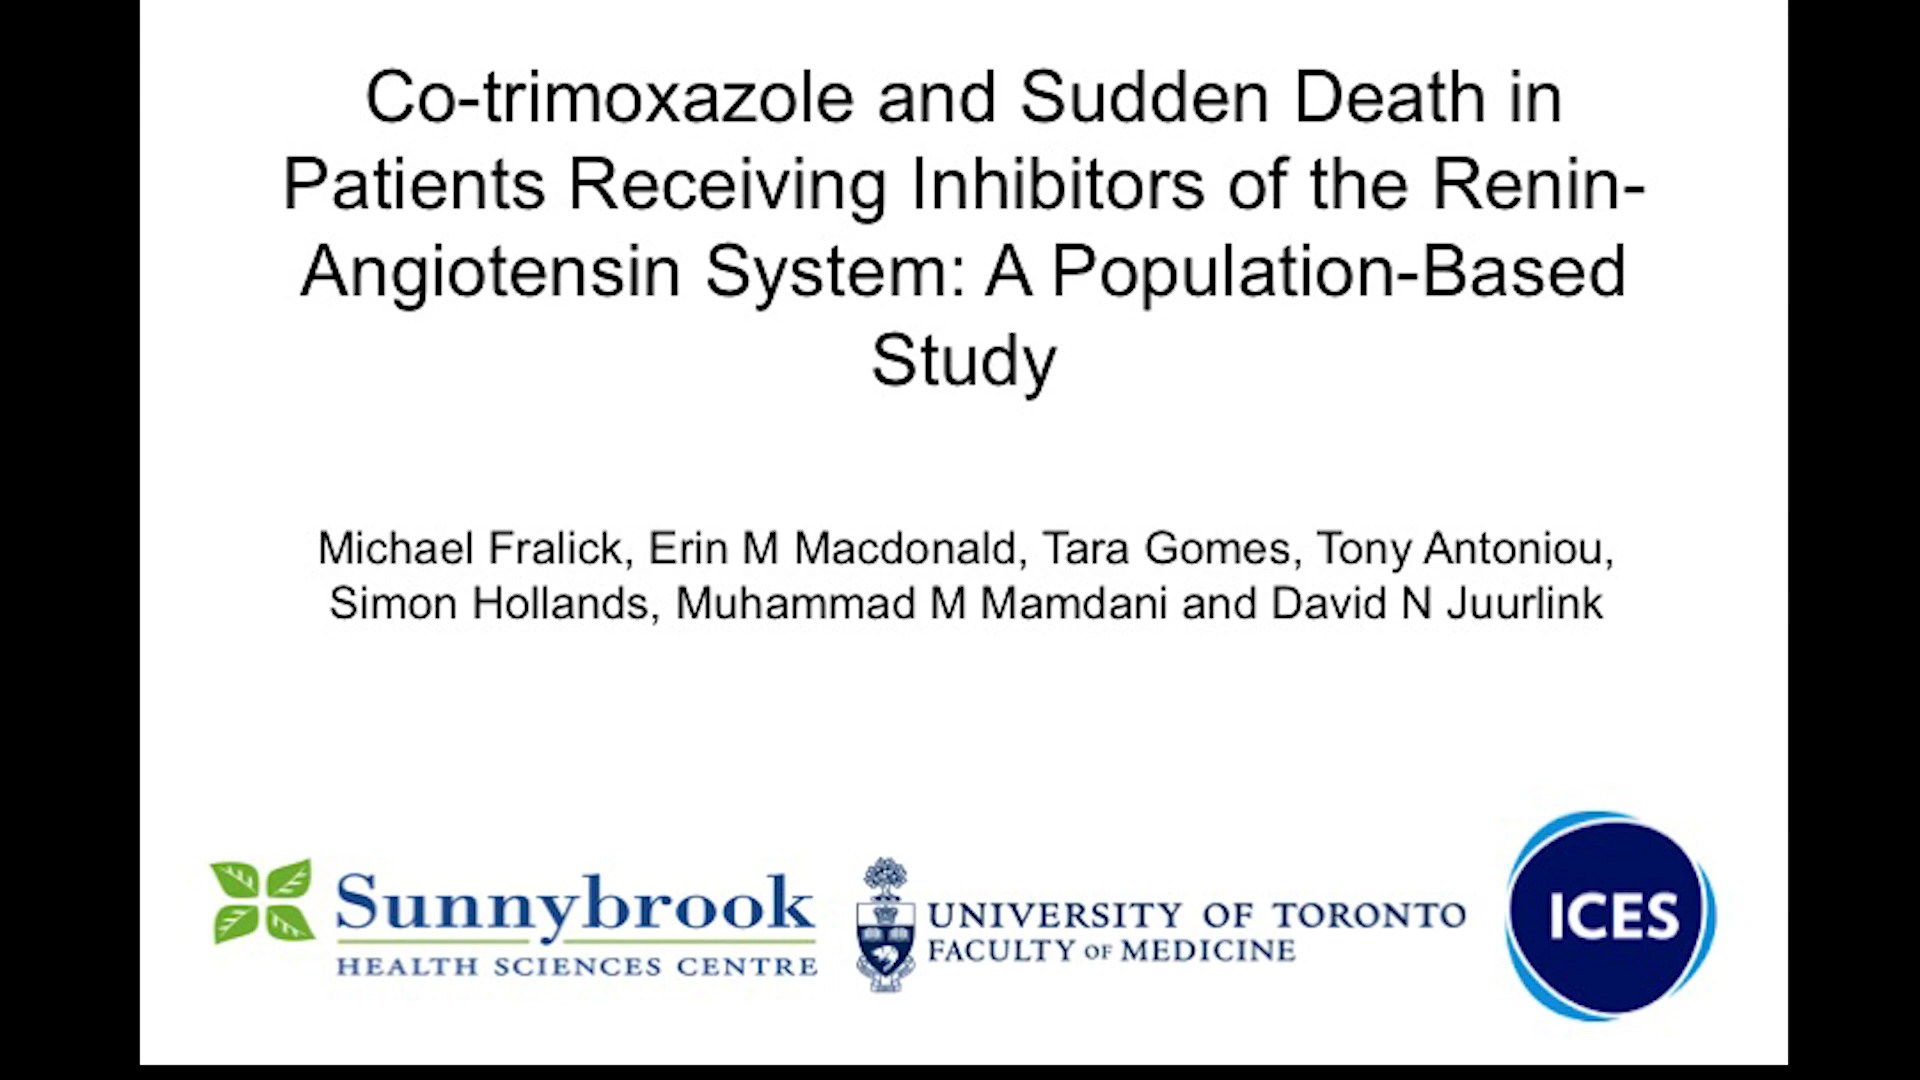 Co-trimoxazole and Sudden Death in
Patients Receiving Inhibitors of the Renin-
Angiotensin System: A Population-Based
Study
Michael Fralick, Erin M Macdonald, Tara Gomes, Tony Antoniou,
Simon Hollands, Muhammad M Mamdani and David N Juurlink
Sunnybrook
HEALTH SCIENCES CENTRE
UNIVERSITY OF TORONTO
FACULTY OF MEDICINE
ICES